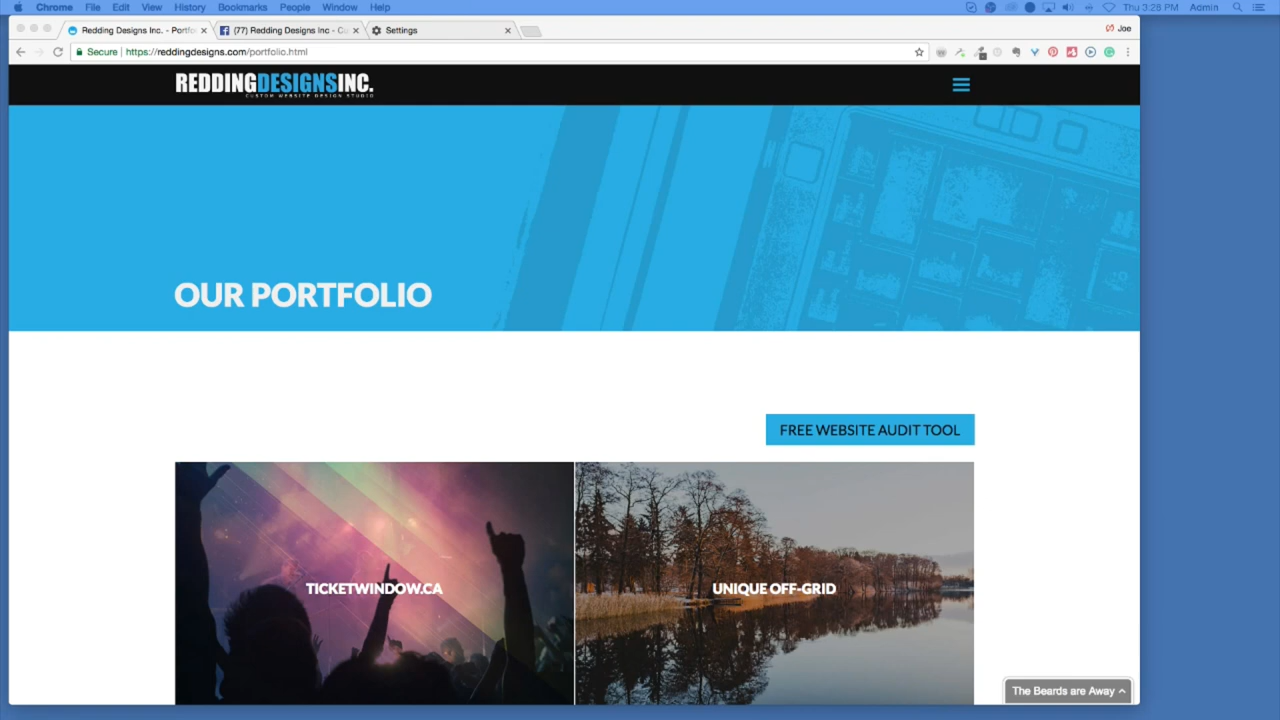 Chrome File Edit View History Bookmarks People Window Help Thu 3:28 PM Admin
Redding Designs Inc. - Portfo (77) Redding Designs Inc - Cu Settings Joe
Secure https://reddingdesigns.com/portfolio.html
REDDINGDESIGNSINC.
CUSTOM WEBSITE DESIGN STUDIO
OUR PORTFOLIO
FREE WEBSITE AUDIT TOOL
TICKETWINDOW.CA UNIQUE OFF-GRID
The Beards are Away